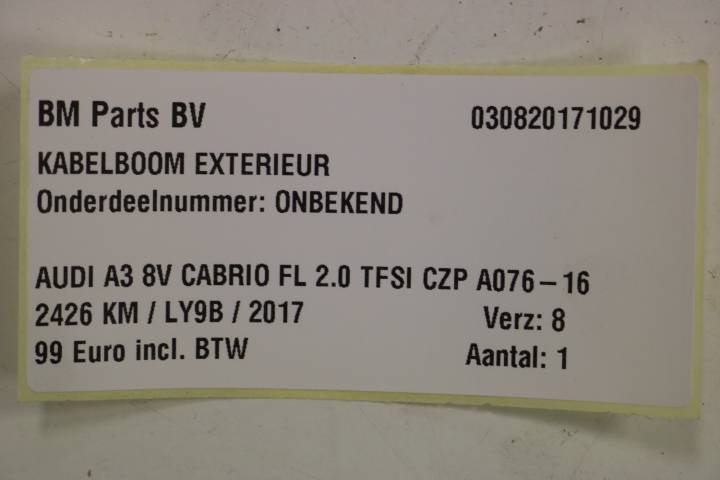 BM Parts BV 030820171029
KABELBOOM EXTERIEUR
Onderdeelnummer: ONBEKEND
AUDI A3 8V CABRIO FL 2.0 TFSI CZP A076-16
2426 KM / LY9B / 2017 Verz: 8
99 Euro incl. BTW Aantal: 1